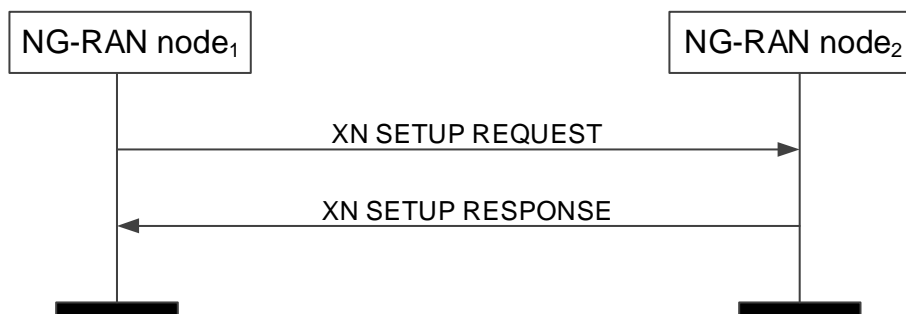 NG-RAN node₁
NG-RAN node₂
XN SETUP REQUEST
XN SETUP RESPONSE